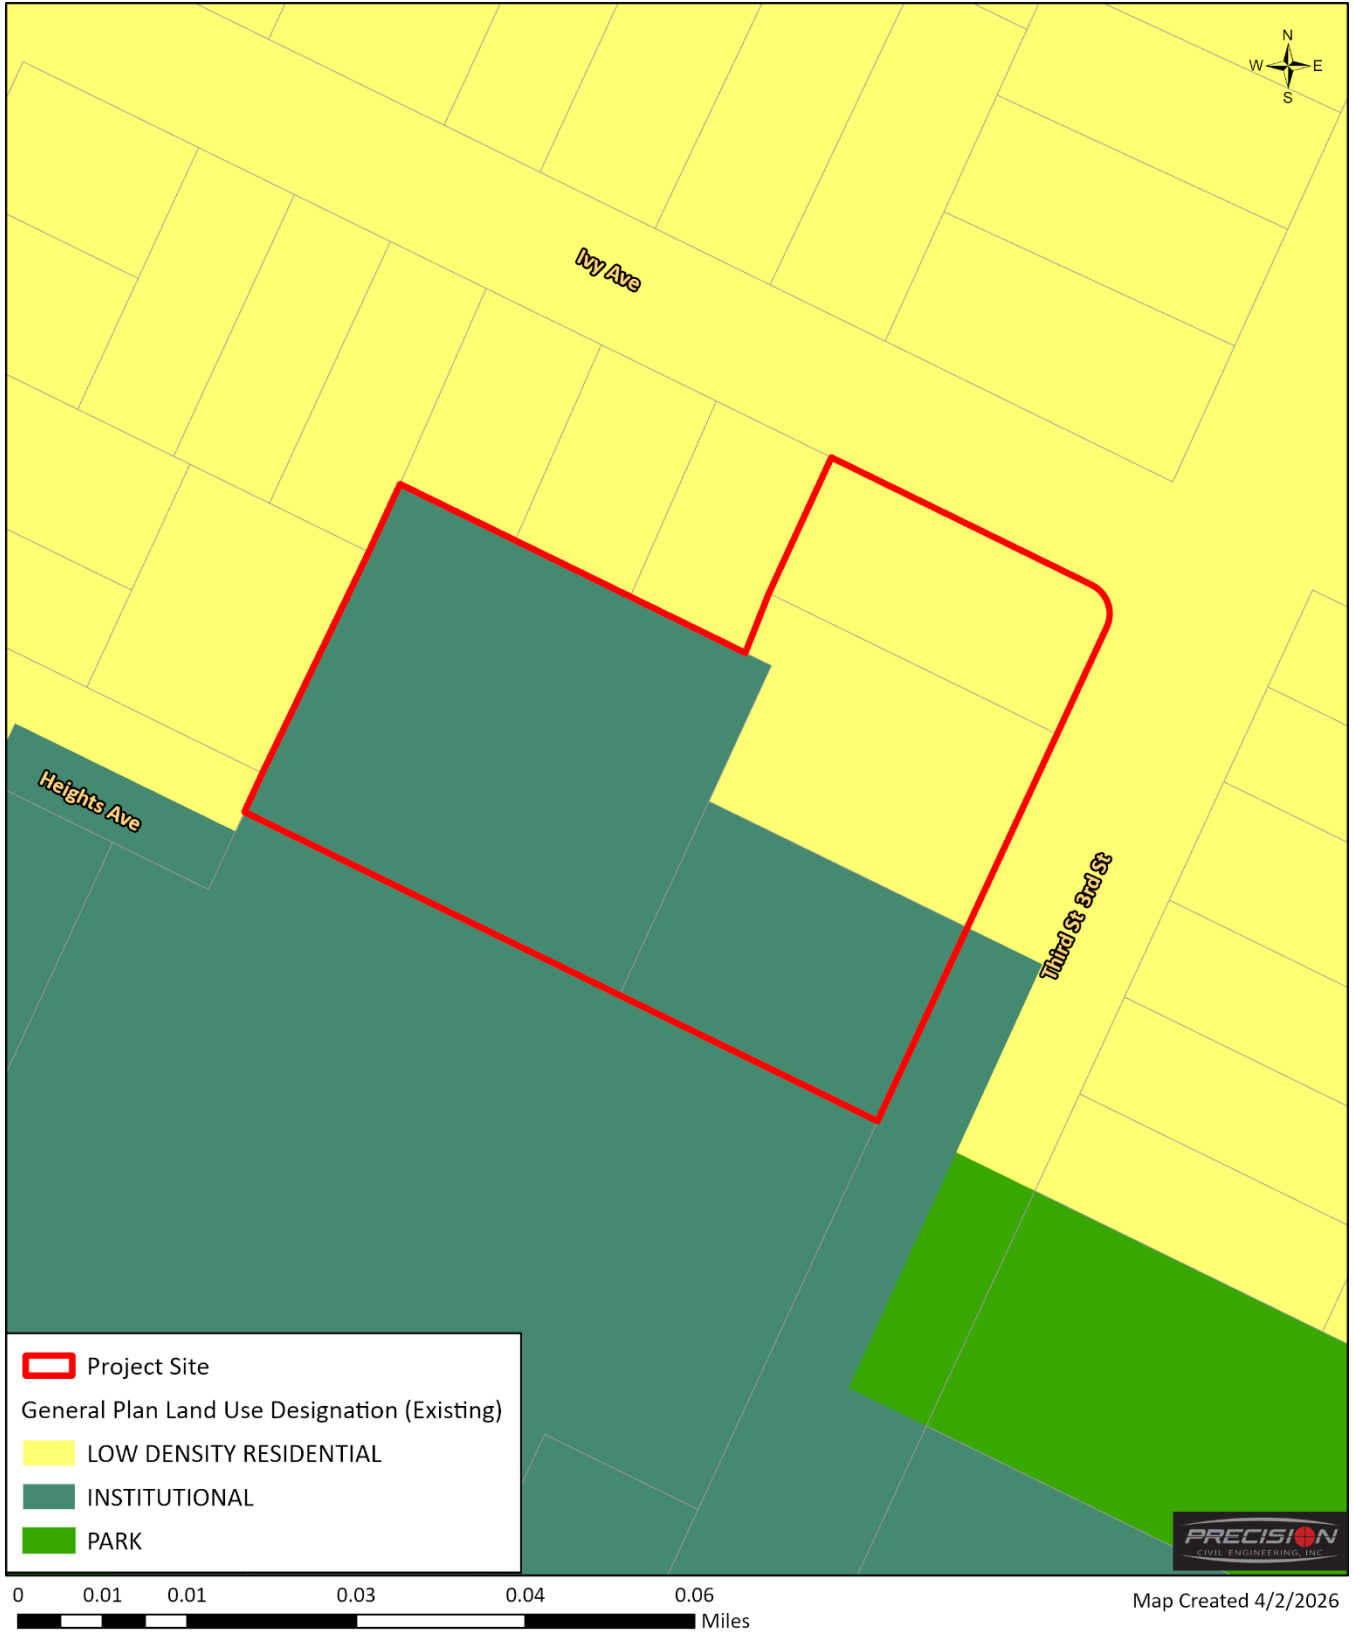 N
W E
S
Ivy Ave
Heights Ave
Third St 3rd St
Project Site
General Plan Land Use Designation (Existing)
LOW DENSITY RESIDENTIAL
INSTITUTIONAL
PARK
PRECISION
CIVIL ENGINEERING, INC
0 0.01 0.01 0.03 0.04 0.06
Miles
Map Created 4/2/2026